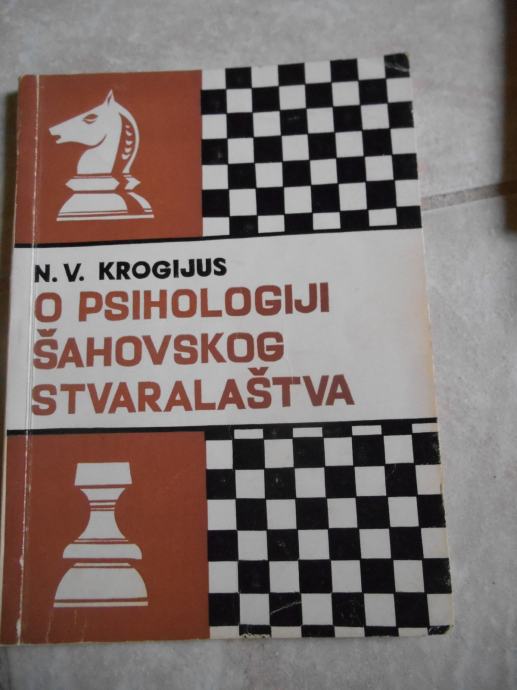 N. V. KROGIJUS
O PSIHOLOGIJI
ŠAHOVSKOG
STVARALAŠTVA